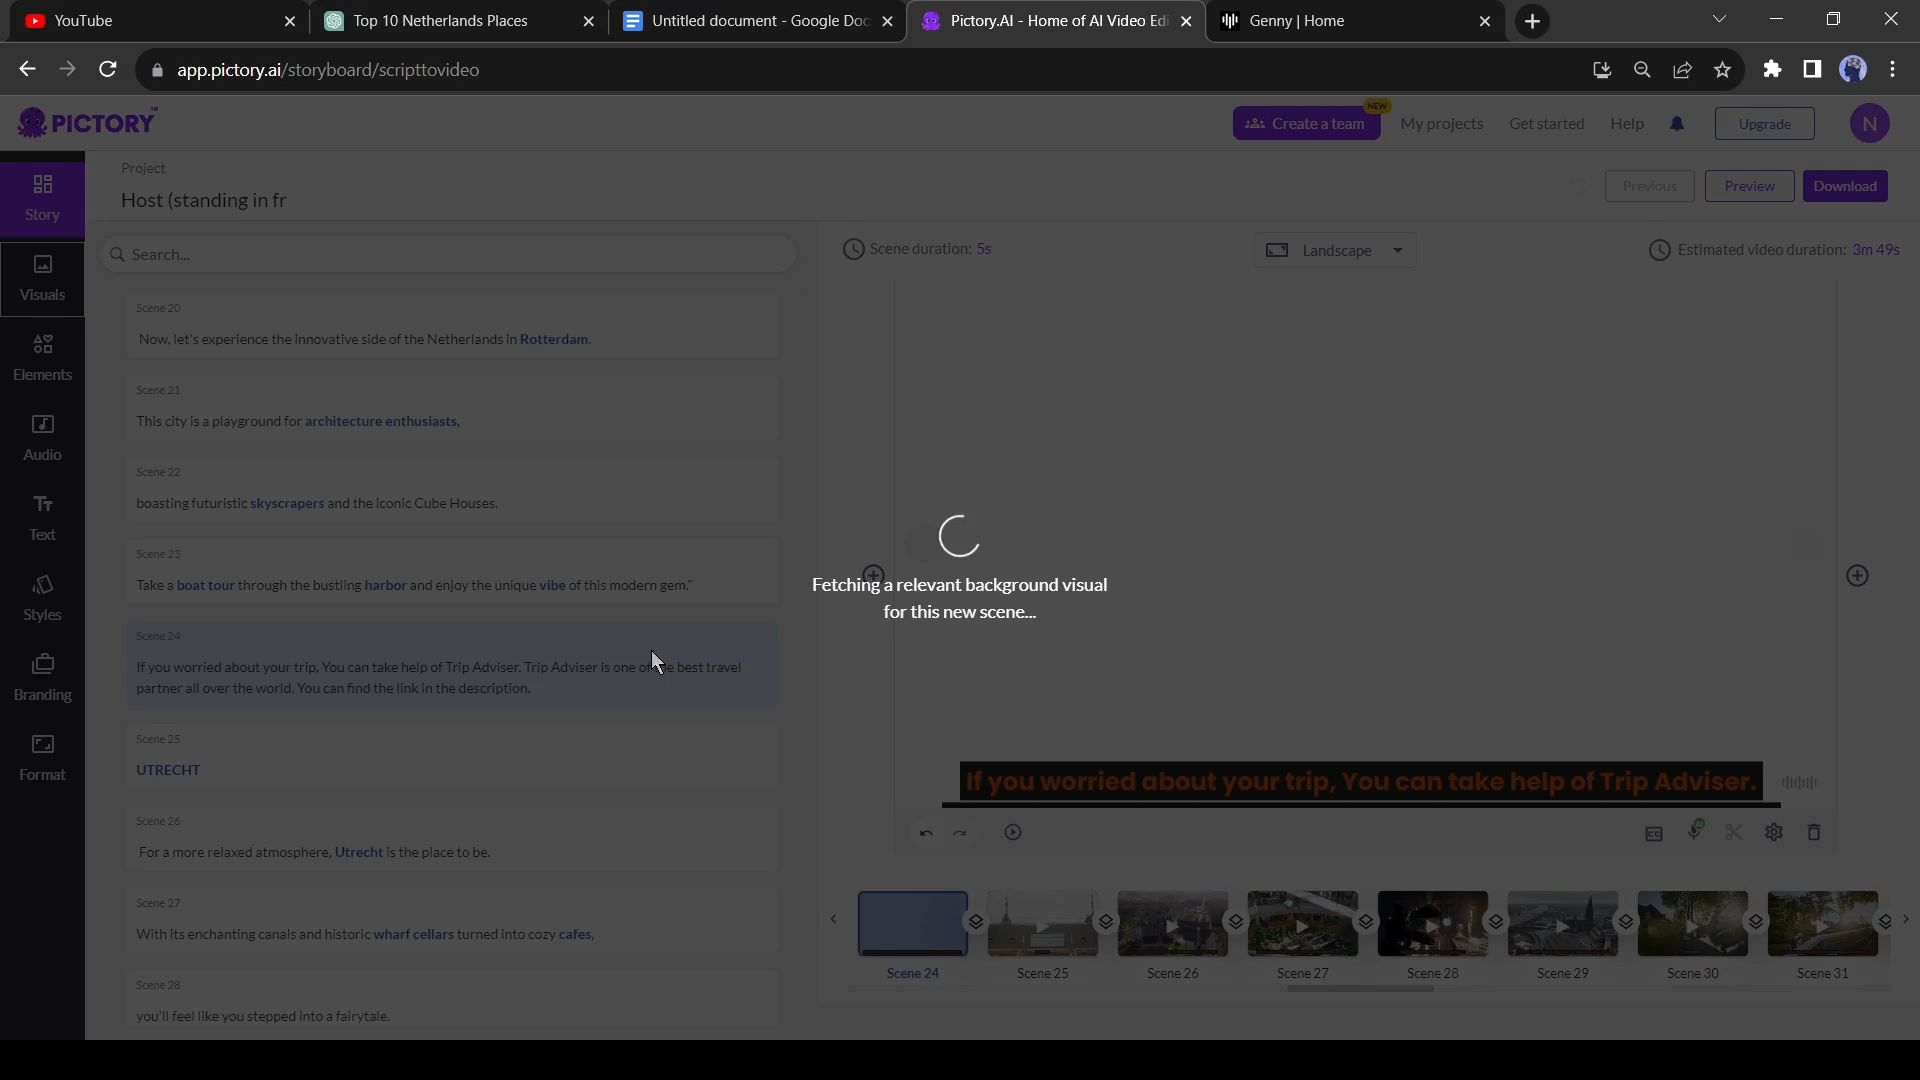 YouTube
Top 10 Netherlands Places
Untitled document - Google Doc
Pictory.AI - Home of AI Video Edi
Genny | Home
app.pictory.ai/storyboard/scripttovideo
PICTORY™
NEW
Create a team
My projects
Get started
Help
Upgrade
N
Story
Visuals
Elements
Audio
Text
Styles
Branding
Format
Project
Host (standing in fr
Previous
Preview
Download
Search...
Scene 20
Now, let's experience the innovative side of the Netherlands in Rotterdam.
Scene 21
This city is a playground for architecture enthusiasts,
Scene 22
boasting futuristic skyscrapers and the iconic Cube Houses.
Scene 23
Take a boat tour through the bustling harbor and enjoy the unique vibe of this modern gem."
Scene 24
If you worried about your trip, You can take help of Trip Adviser. Trip Adviser is one of the best travel
partner all over the world. You can find the link in the description.
Scene 25
UTRECHT
Scene 26
For a more relaxed atmosphere, Utrecht is the place to be.
Scene 27
With its enchanting canals and historic wharf cellars turned into cozy cafes,
Scene 28
you'll feel like you stepped into a fairytale.
Scene duration: 5s
Landscape
Estimated video duration: 3m 49s
Fetching a relevant background visual
for this new scene...
If you worried about your trip, You can take help of Trip Adviser.
CC
AI
Scene 24
Scene 25
Scene 26
Scene 27
Scene 28
Scene 29
Scene 30
Scene 31